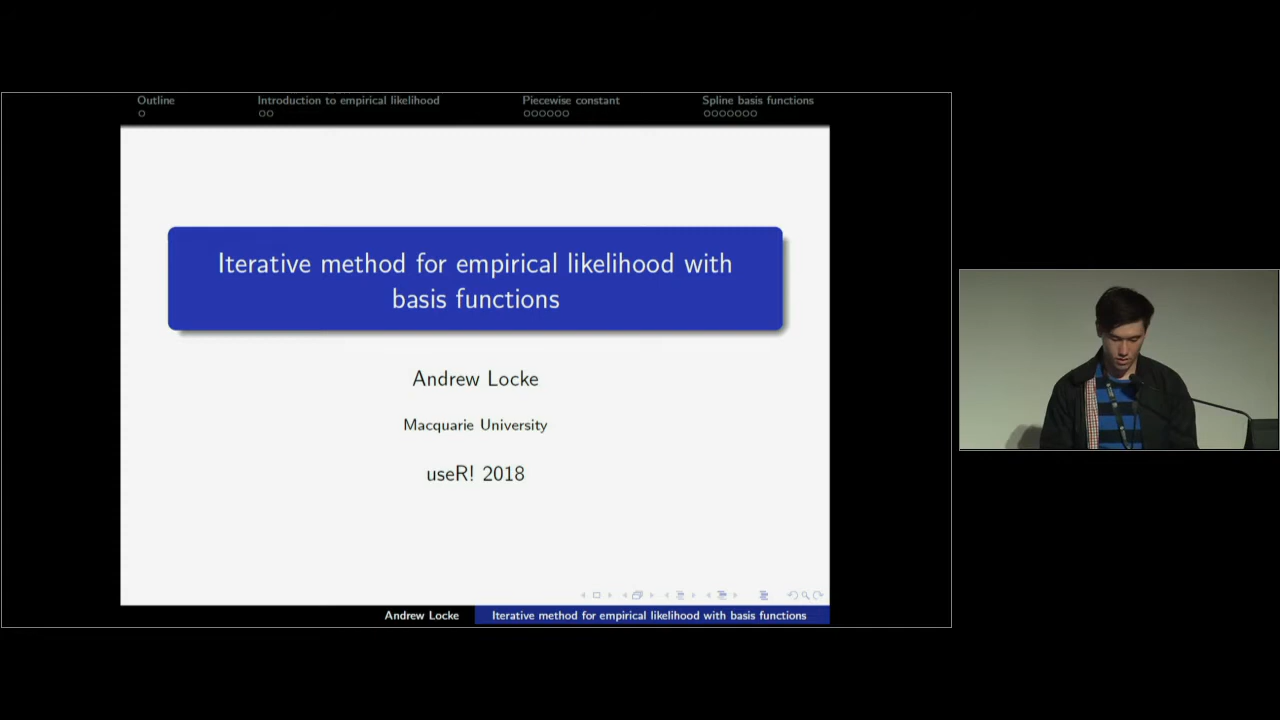 Outline
Introduction to empirical likelihood
Piecewise constant
Spline basis functions
Iterative method for empirical likelihood with
basis functions
Andrew Locke
Macquarie University
useR! 2018
Andrew Locke
Iterative method for empirical likelihood with basis functions